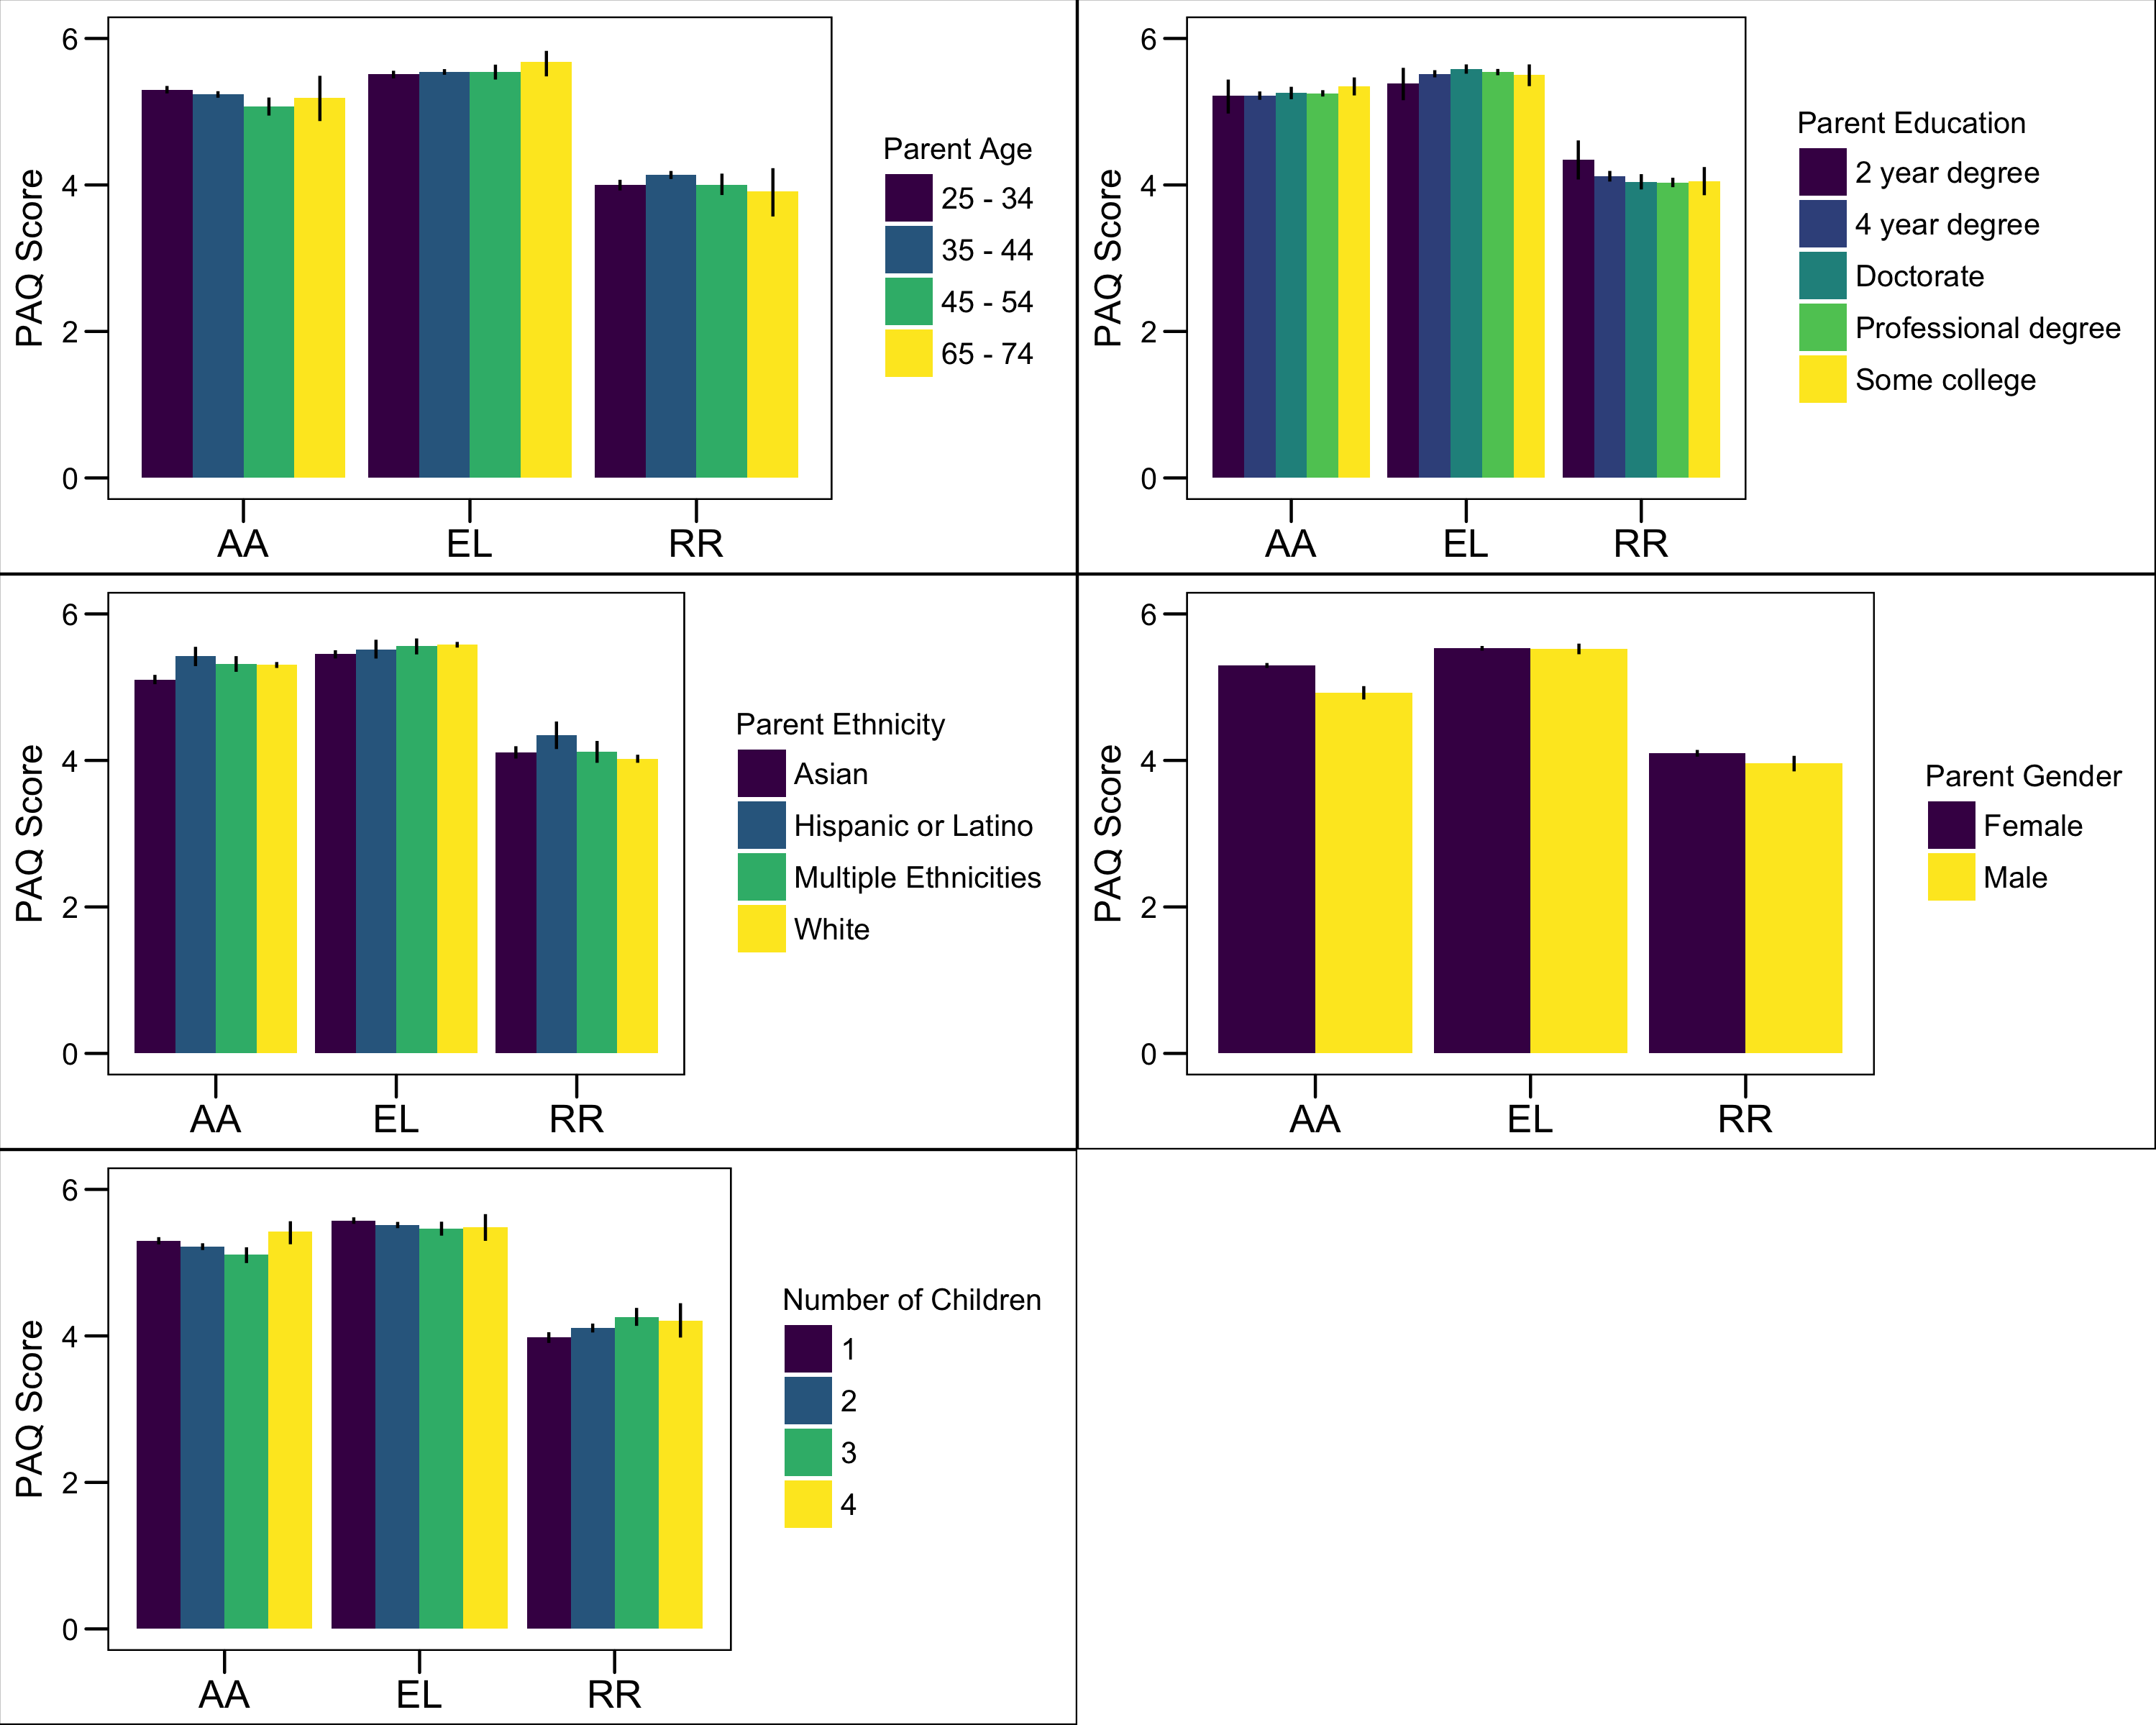 PAQ Score
6
4
2
0
AA EL RR
Parent Age
25 - 34
35 - 44
45 - 54
65 - 74
PAQ Score
6
4
2
0
AA EL RR
Parent Education
2 year degree
4 year degree
Doctorate
Professional degree
Some college
PAQ Score
6
4
2
0
AA EL RR
Parent Ethnicity
Asian
Hispanic or Latino
Multiple Ethnicities
White
PAQ Score
6
4
2
0
AA EL RR
Parent Gender
Female
Male
PAQ Score
6
4
2
0
AA EL RR
Number of Children
1
2
3
4